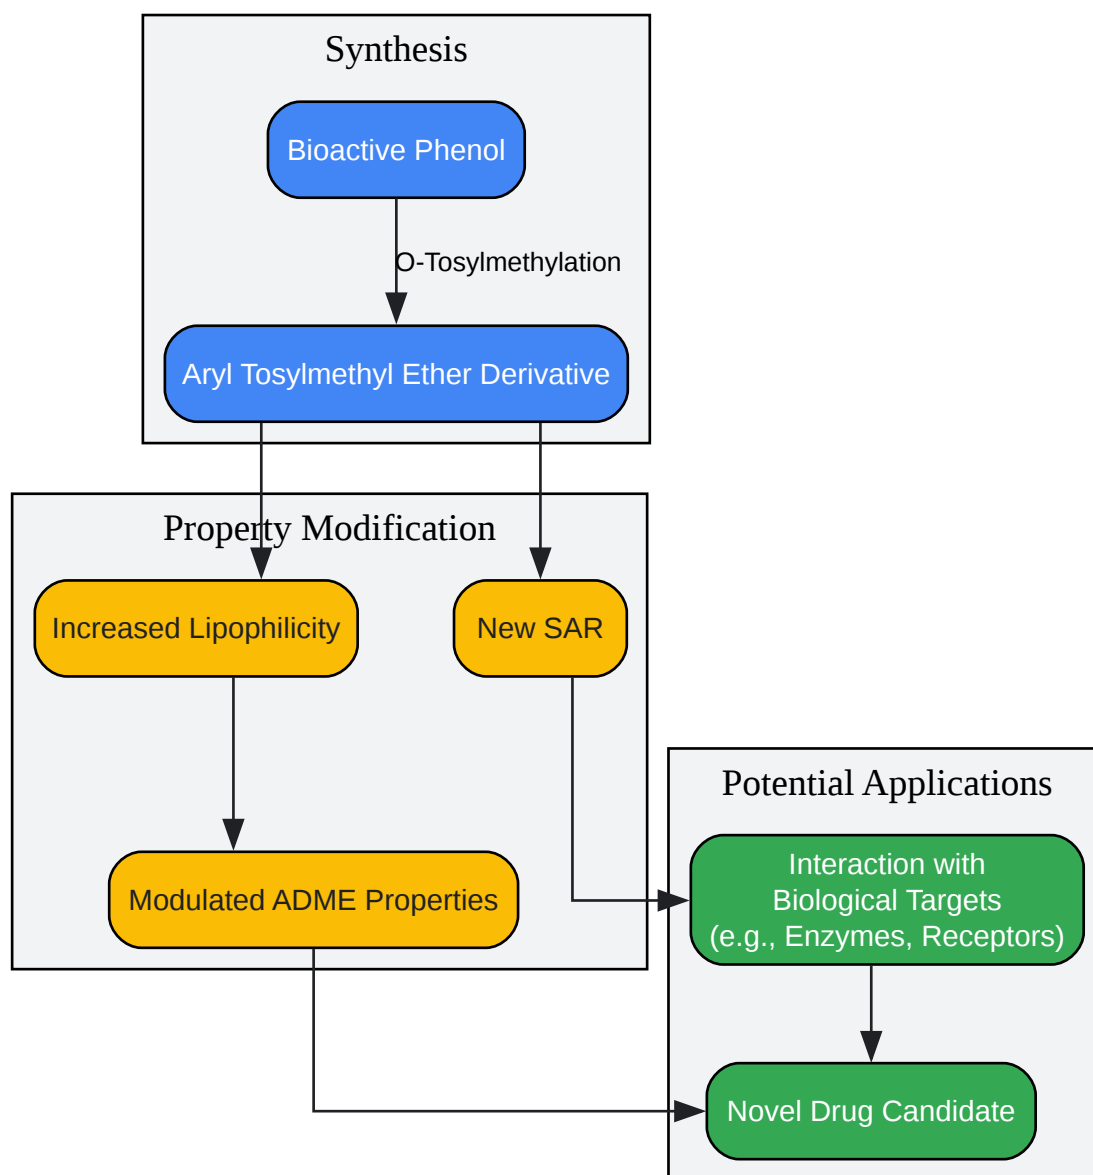 Synthesis
Bioactive Phenol
O-Tosylmethylation
Aryl Tosylmethyl Ether Derivative
Property Modification
Increased Lipophilicity
New SAR
Modulated ADME Properties
Potential Applications
Interaction with
Biological Targets
(e.g., Enzymes, Receptors)
Novel Drug Candidate